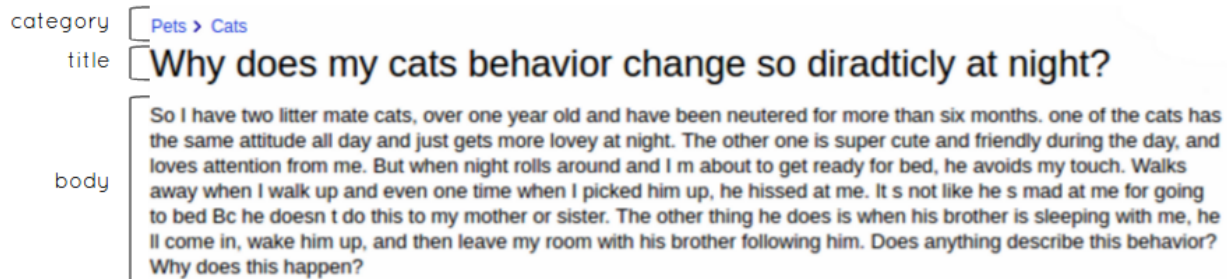 category
Pets > Cats
title
Why does my cats behavior change so diradticly at night?
body
So I have two litter mate cats, over one year old and have been neutered for more than six months. one of the cats has
the same attitude all day and just gets more lovey at night. The other one is super cute and friendly during the day, and
loves attention from me. But when night rolls around and I m about to get ready for bed, he avoids my touch. Walks
away when I walk up and even one time when I picked him up, he hissed at me. It s not like he s mad at me for going
to bed Bc he doesn t do this to my mother or sister. The other thing he does is when his brother is sleeping with me, he
ll come in, wake him up, and then leave my room with his brother following him. Does anything describe this behavior?
Why does this happen?